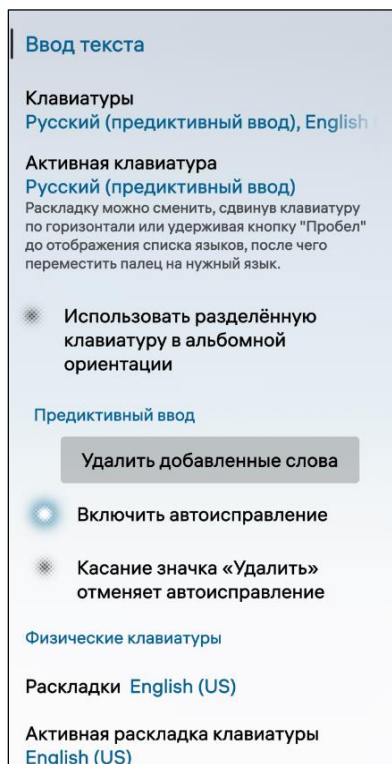 Ввод текста
Клавиатуры
Русский (предиктивный ввод), English
Активная клавиатура
Русский (предиктивный ввод)
Раскладку можно сменить, сдвинув клавиатуру
по горизонтали или удерживая кнопку "Пробел"
до отображения списка языков, после чего
переместить палец на нужный язык.
Использовать разделённую
клавиатуру в альбомной
ориентации
Предиктивный ввод
Удалить добавленные слова
Включить автоисправление
Касание значка «Удалить»
отменяет автоисправление
Физические клавиатуры
Раскладки English (US)
Активная раскладка клавиатуры
English (US)